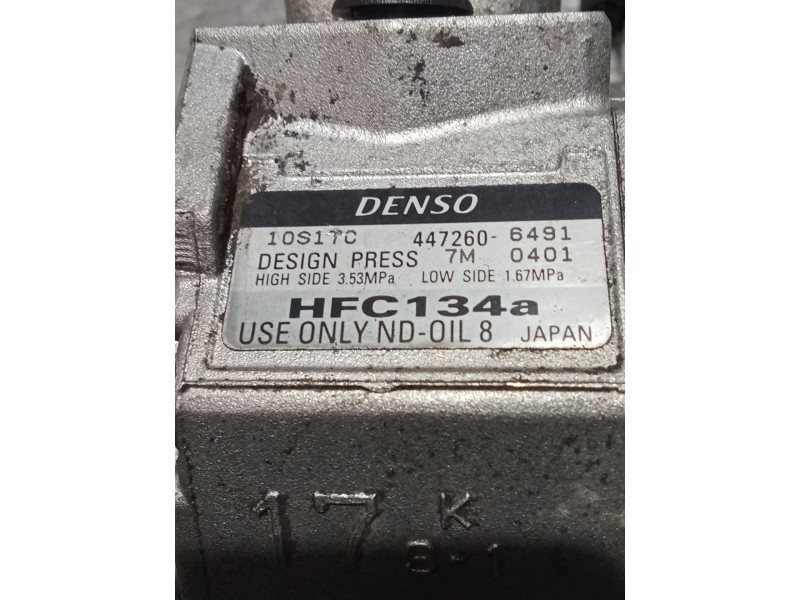 DENSO
10S17C 447260-6491
DESIGN PRESS 7M 0401
HIGH SIDE 3.53MPa LOW SIDE 1.67MPa
HFC134a
USE ONLY ND-OIL 8 JAPAN
17 K